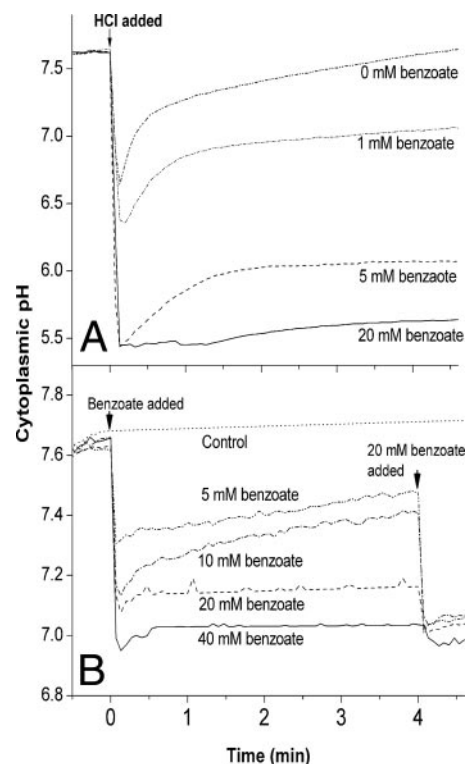 HCl added
7.5
0 mM benzoate
7.0
1 mM benzoate
6.5
6.0
5 mM benzaote
5.5
20 mM benzoate
A
Cytoplasmic pH
7.8
Benzoate added
Control
20 mM benzoate
added
7.6
5 mM benzoate
7.4
10 mM benzoate
7.2
20 mM benzoate
7.0
40 mM benzoate
B
6.8
0 1 2 3 4
Time (min)